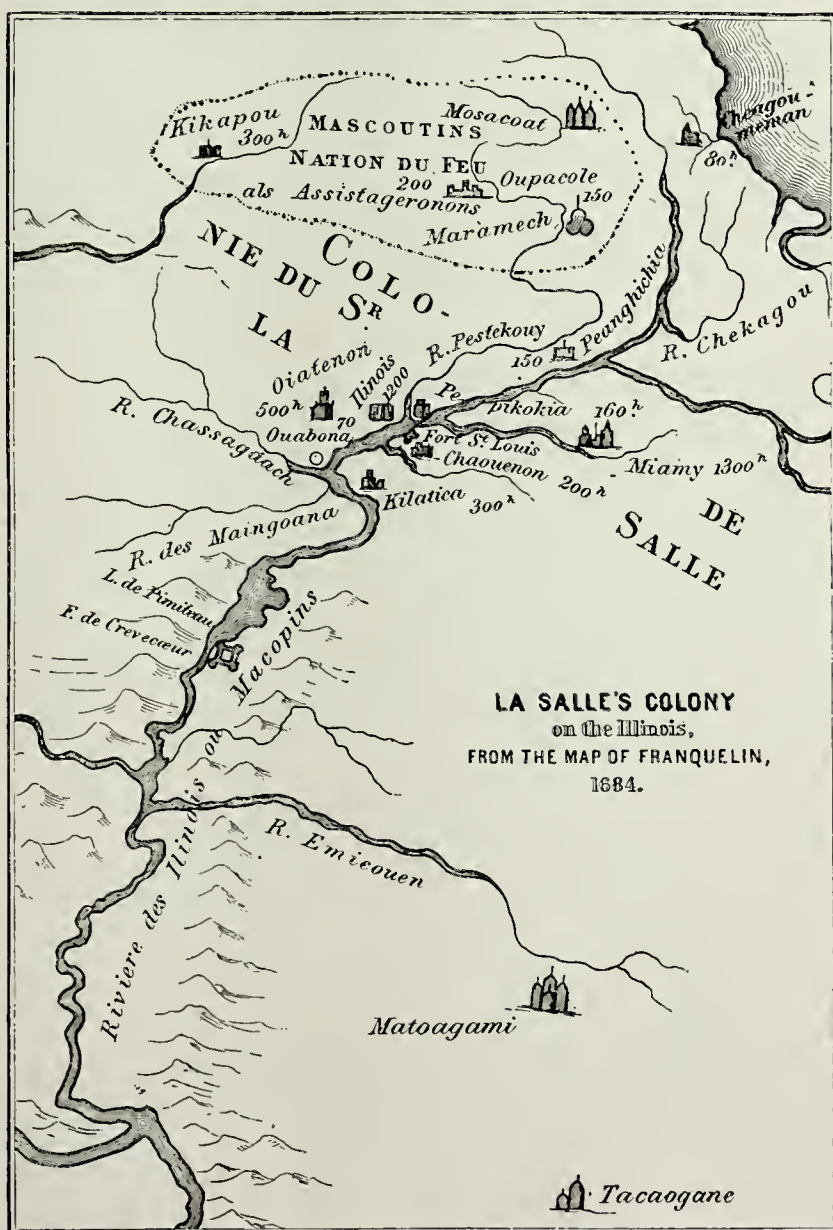 Kikapou
300 h
MASCOUTINS
NATION DU FEU
200
als Assistageronons
Mosacoat
Oupacole
150
Maramech
Cheagou-
meman
80 h
COLO-
NIE DU SR
LA
DE
SALLE
Oiatenon
500 h
Ilinois
1200
70
Ouabona
R. Pestekouy
150
Peanghichia
R. Chekagou
Pe-
pikokia 160 h
Fort St. Louis
Chaouenon 200 h
Miamy 1300 h
Kilatica 300 h
R. Chassagoach
R. des Maingoana
L. de Pimiteau
F. de Crevecœur
Riviere des Ilinois ou Macopins
R. Emicouen
LA SALLE'S COLONY
on the Illinois,
FROM THE MAP OF FRANQUELIN,
1684.
Matoagami
Tacaogane